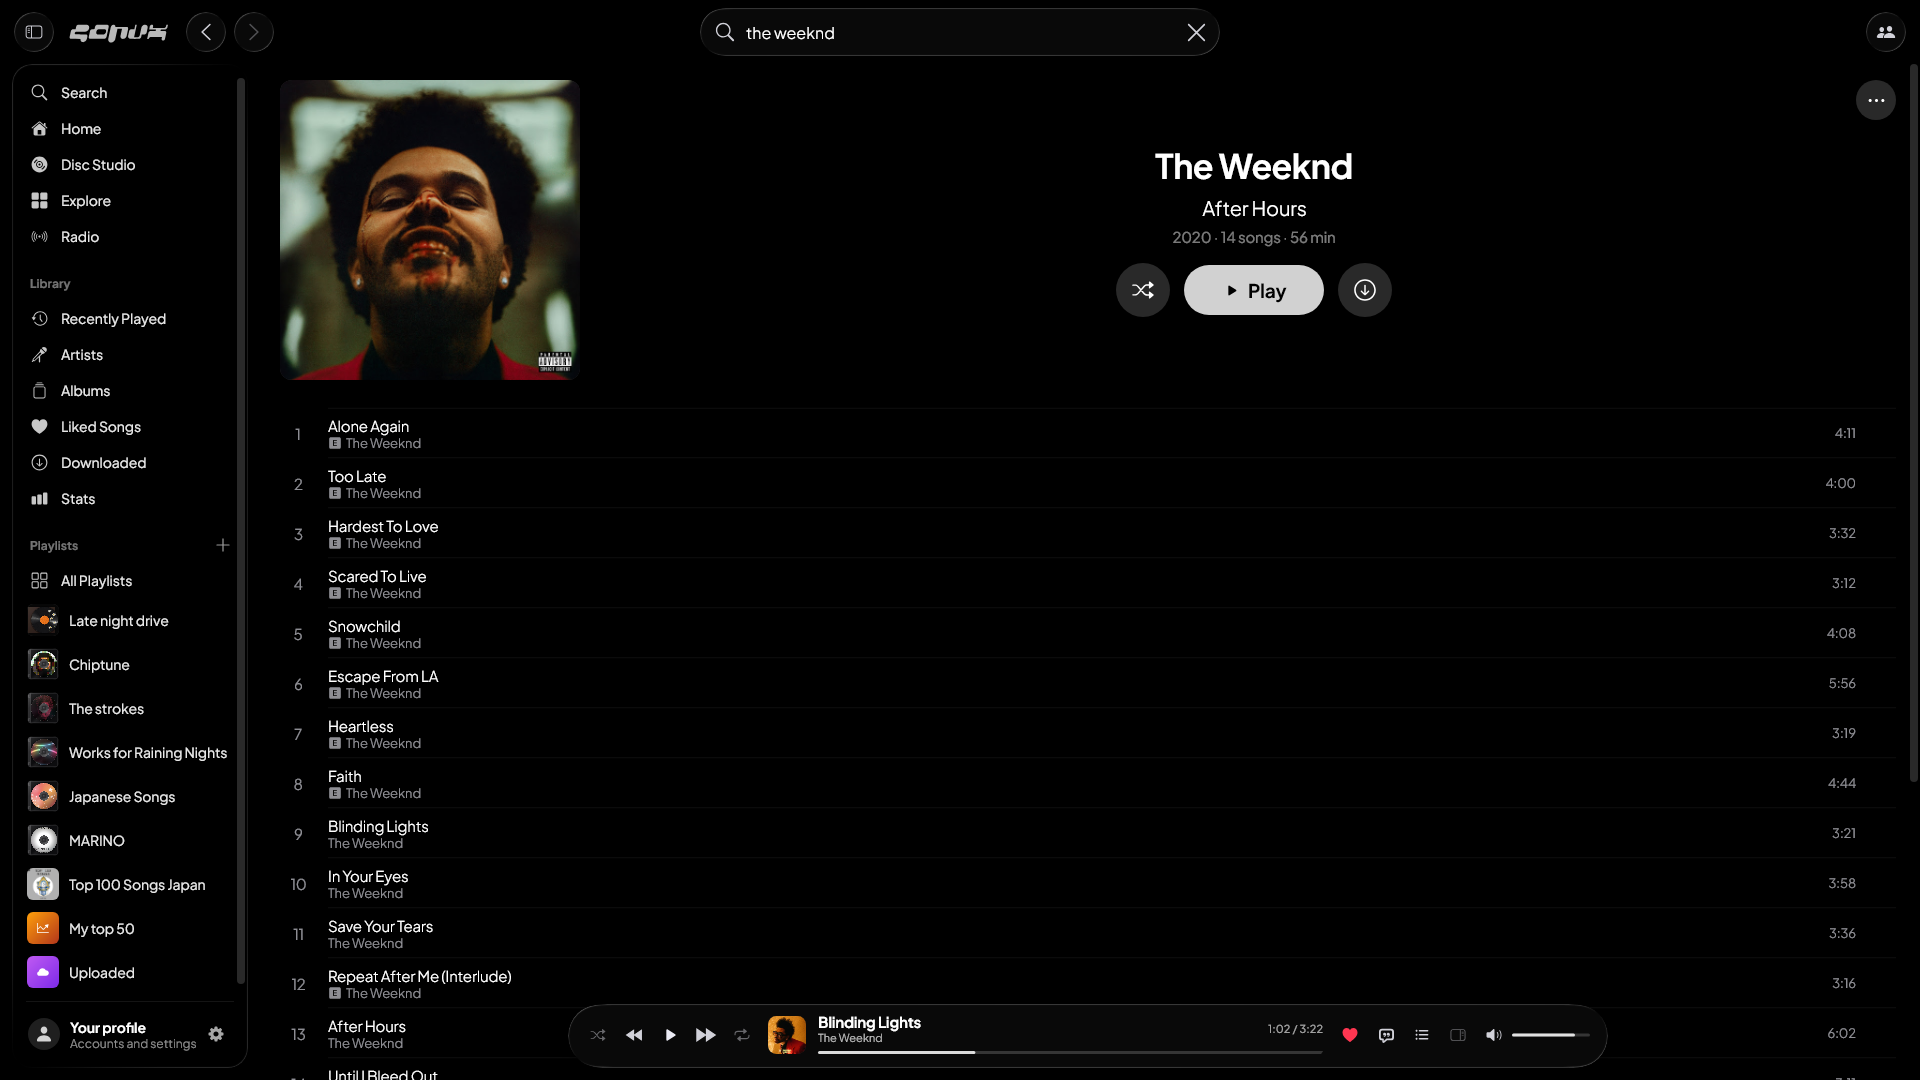 the weeknd
Search
Home
Disc Studio
Explore
Radio
Library
Recently Played
Artists
Albums
Liked Songs
Downloaded
Stats
Playlists
All Playlists
Late night drive
Chiptune
The strokes
Works for Raining Nights
Japanese Songs
MARINO
Top 100 Songs Japan
My top 50
Uploaded
Your profile
Accounts and settings
PARENTAL
ADVISORY
EXPLICIT CONTENT
The Weeknd
After Hours
2020 · 14 songs · 56 min
Play
1 Alone Again 4:11
E The Weeknd
2 Too Late 4:00
E The Weeknd
3 Hardest To Love 3:32
E The Weeknd
4 Scared To Live 3:12
E The Weeknd
5 Snowchild 4:08
E The Weeknd
6 Escape From LA 5:56
E The Weeknd
7 Heartless 3:19
E The Weeknd
8 Faith 4:44
E The Weeknd
9 Blinding Lights 3:21
The Weeknd
10 In Your Eyes 3:58
The Weeknd
11 Save Your Tears 3:36
The Weeknd
12 Repeat After Me (Interlude) 3:16
E The Weeknd
13 After Hours 6:02
The Weeknd
Until I Bleed Out
Blinding Lights
The Weeknd
1:02 / 3:22